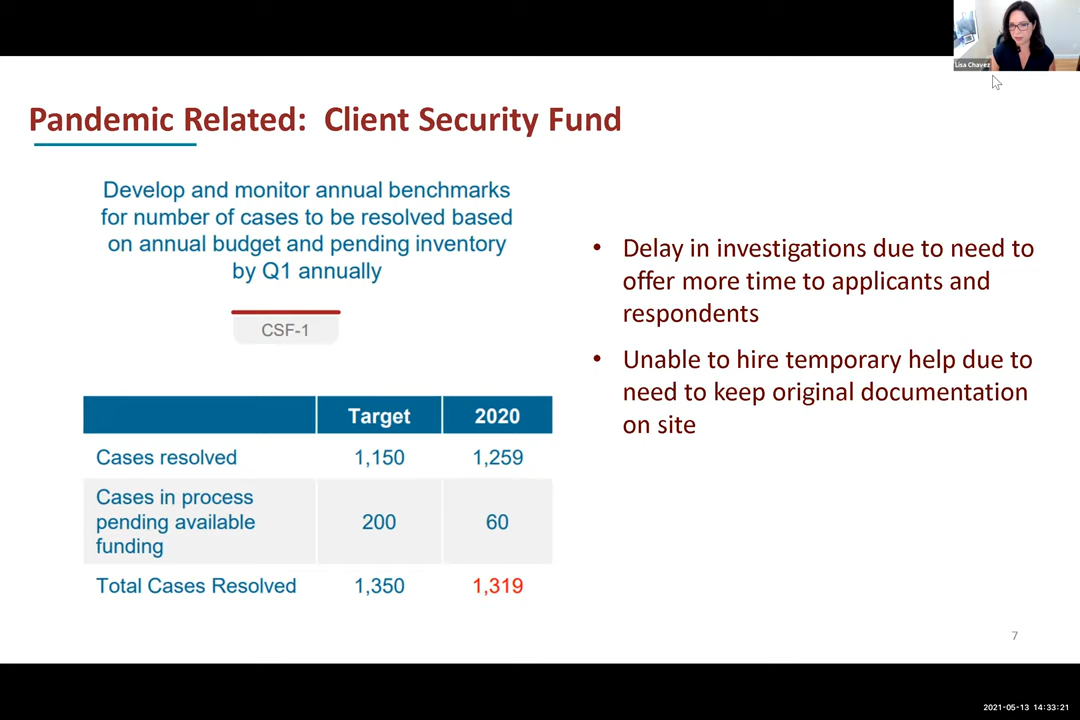 Lisa Chavez
Pandemic Related: Client Security Fund
Develop and monitor annual benchmarks
for number of cases to be resolved based
on annual budget and pending inventory
by Q1 annually
CSF-1
Target 2020
Cases resolved 1,150 1,259
Cases in process
pending available
funding 200 60
Total Cases Resolved 1,350 1,319
• Delay in investigations due to need to
offer more time to applicants and
respondents
• Unable to hire temporary help due to
need to keep original documentation
on site
7
2021-05-13 14:33:21